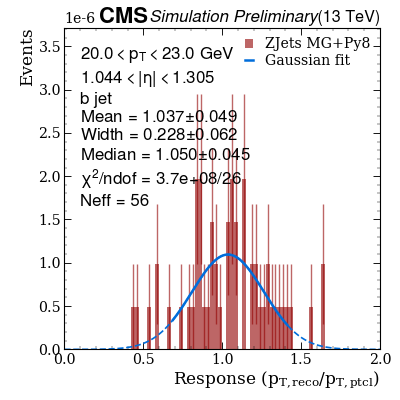 1e-6 CMS Simulation Preliminary (13 TeV)
Events
20.0 < pT < 23.0 GeV
1.044 < |η| < 1.305
b jet
Mean = 1.037±0.049
Width = 0.228±0.062
Median = 1.050±0.045
χ²/ndof = 3.7e+08/26
Neff = 56
ZJets MG+Py8
Gaussian fit
3.5
3.0
2.5
2.0
1.5
1.0
0.5
0.0
0.0 0.5 1.0 1.5 2.0
Response (pT,reco/pT,ptcl)